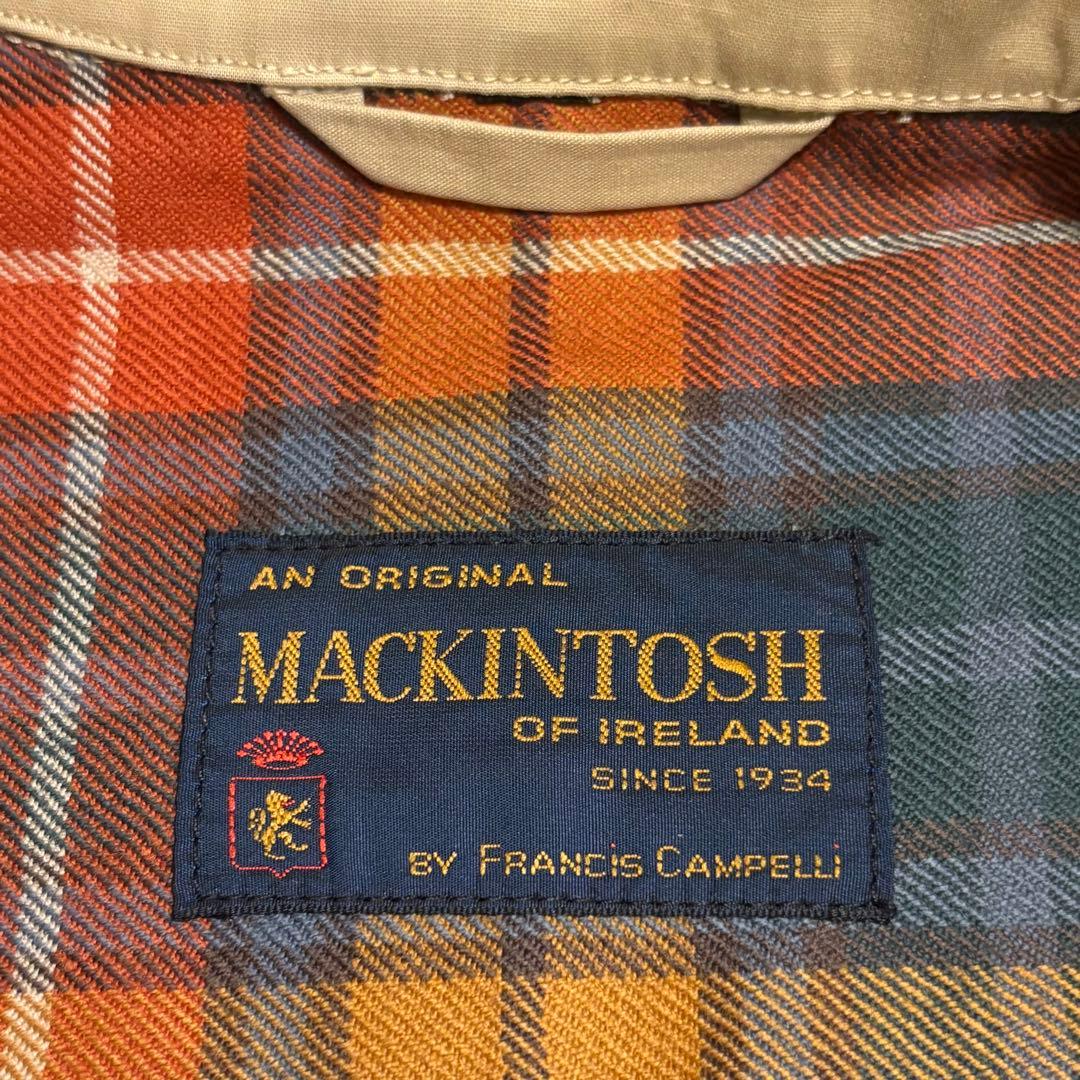 AN ORIGINAL
MACKINTOSH
OF IRELAND
SINCE 1934
BY FRANCiS CAMPELLi